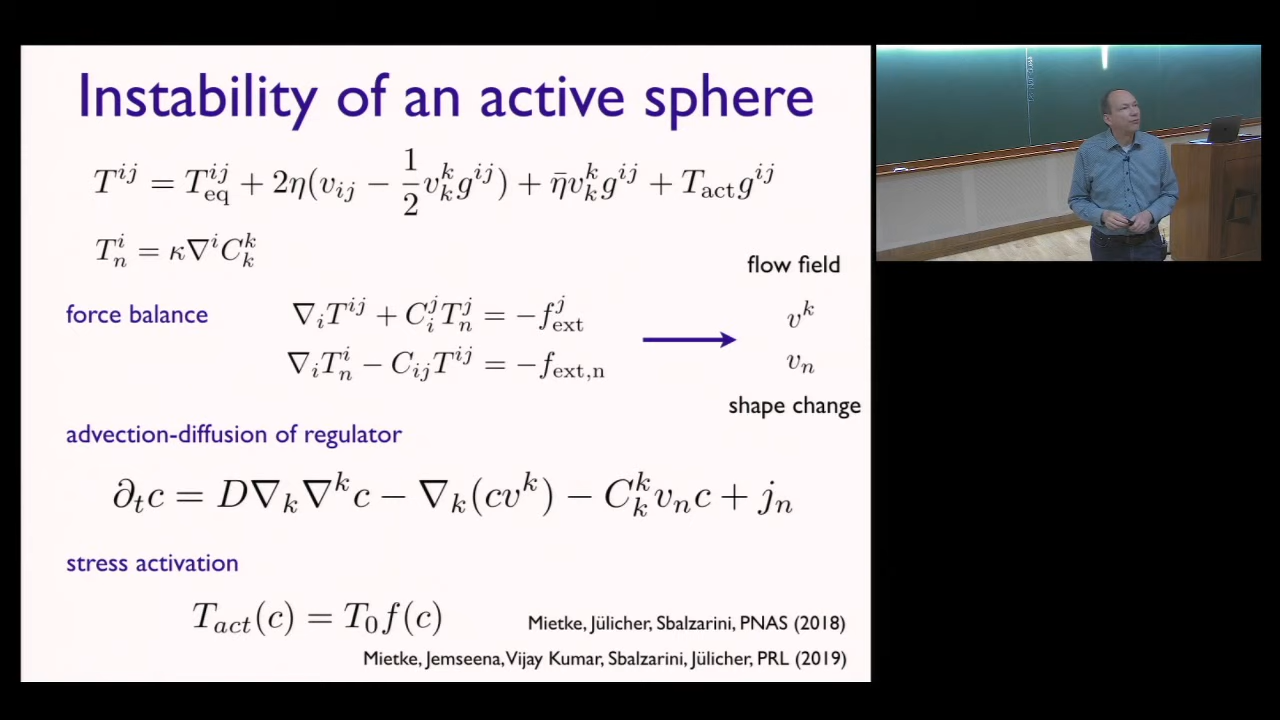 Instability of an active sphere
T^{ij} = T^{ij}_{eq} + 2η(v_{ij} − \frac{1}{2} v^k_k g^{ij}) + \bar{η} v^k_k g^{ij} + T_{act} g^{ij}
T^i_n = κ∇^i C^k_k
flow field
force balance
∇_i T^{ij} + C^j_i T^j_n = −f^j_{ext}
v^k
∇_i T^i_n − C_{ij} T^{ij} = −f_{ext,n}
v_n
shape change
advection-diffusion of regulator
∂_t c = D∇_k ∇^k c − ∇_k(cv^k) − C^k_k v_n c + j_n
stress activation
T_{act}(c) = T_0 f(c)
Mietke, Jülicher, Sbalzarini, PNAS (2018)
Mietke, Jemseena, Vijay Kumar, Sbalzarini, Jülicher, PRL (2019)